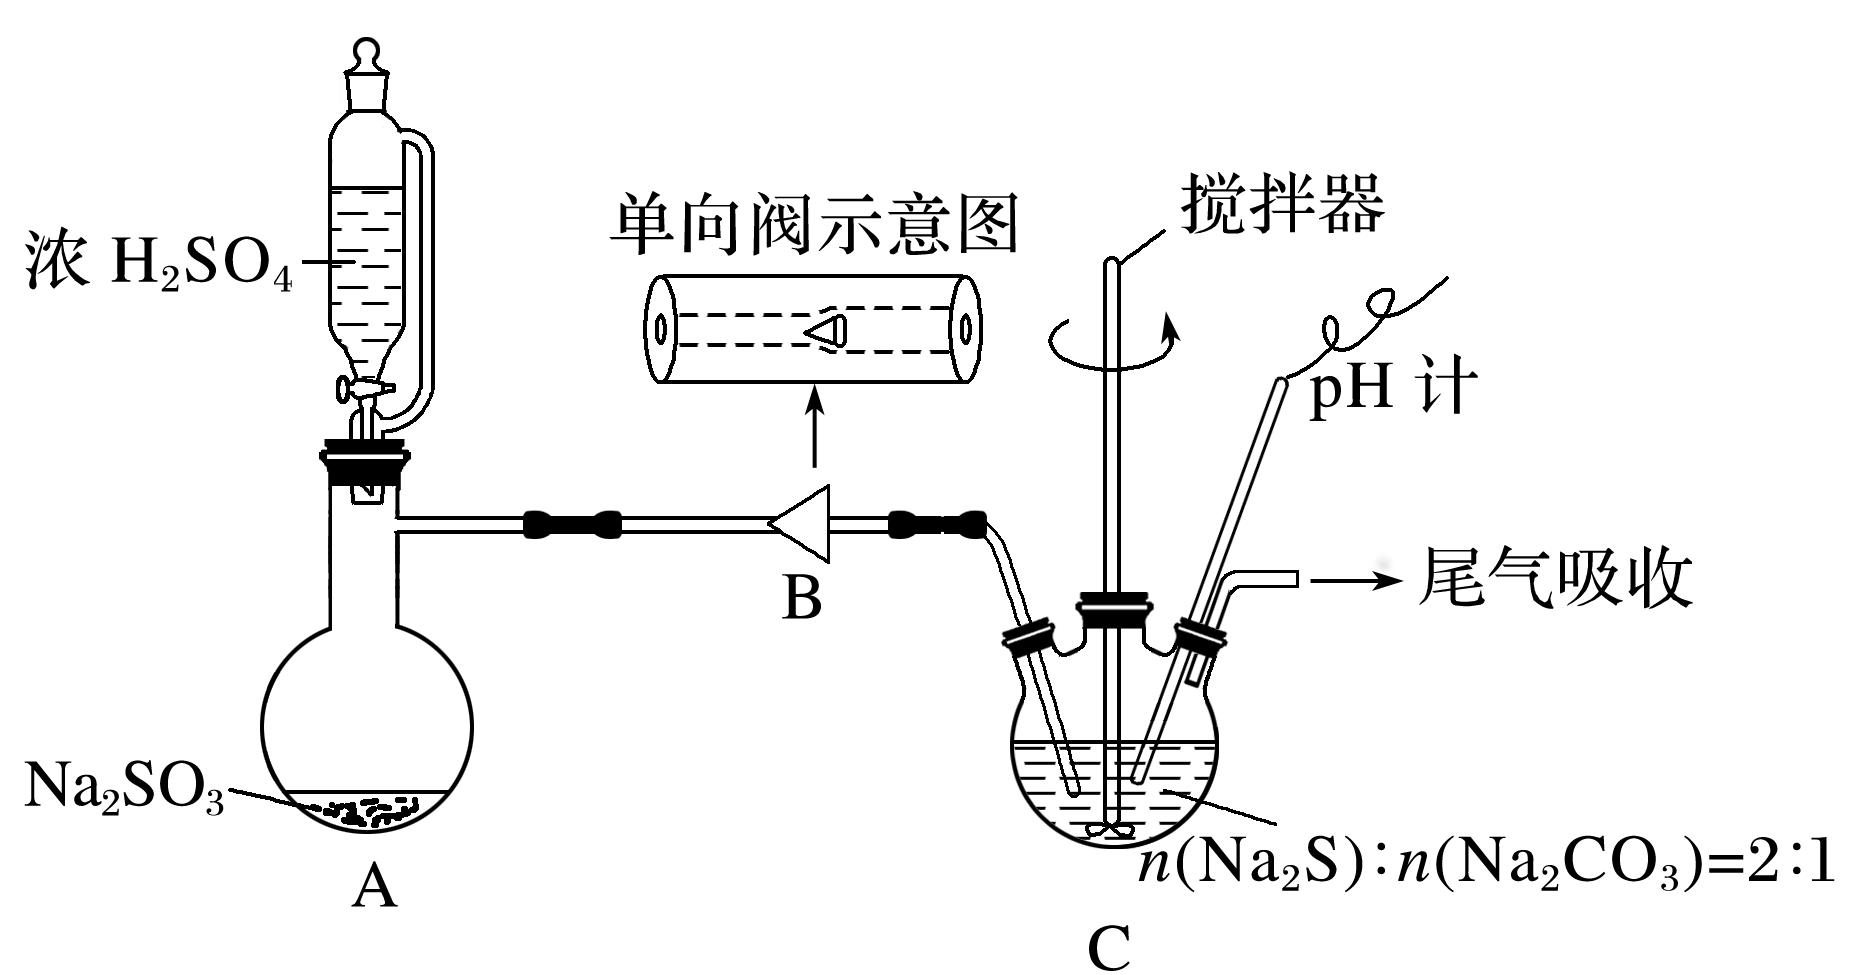 浓 H₂SO₄
单向阀示意图
搅拌器
pH 计
B
尾气吸收
Na₂SO₃
n(Na₂S)∶n(Na₂CO₃)=2∶1
A
C